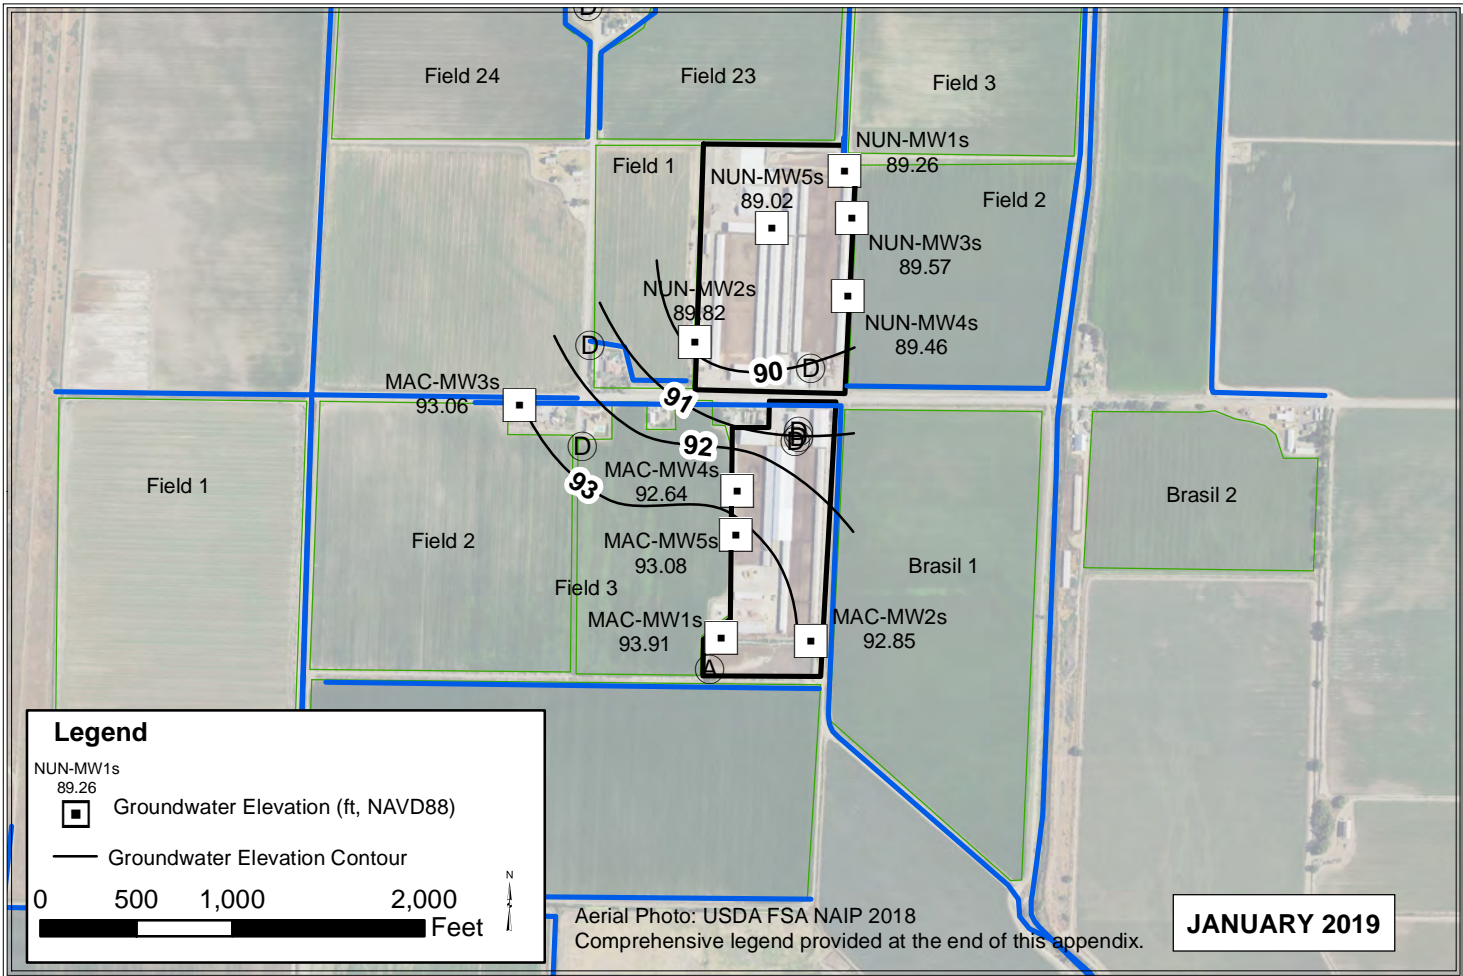 D
Field 24
Field 23
Field 3
NUN-MW1s
89.26
Field 1
NUN-MW5s
89.02
Field 2
NUN-MW3s
89.57
NUN-MW2s
89.82
NUN-MW4s
89.46
D
D
90
MAC-MW3s
93.06
91
D
D
92
D
MAC-MW4s
92.64
93
Field 1
Brasil 2
Field 2
MAC-MW5s
93.08
Brasil 1
Field 3
MAC-MW1s
93.91
MAC-MW2s
92.85
A
Legend
NUN-MW1s
89.26
Groundwater Elevation (ft, NAVD88)
Groundwater Elevation Contour
N
0 500 1,000 2,000
Feet
Aerial Photo: USDA FSA NAIP 2018
Comprehensive legend provided at the end of this appendix.
JANUARY 2019